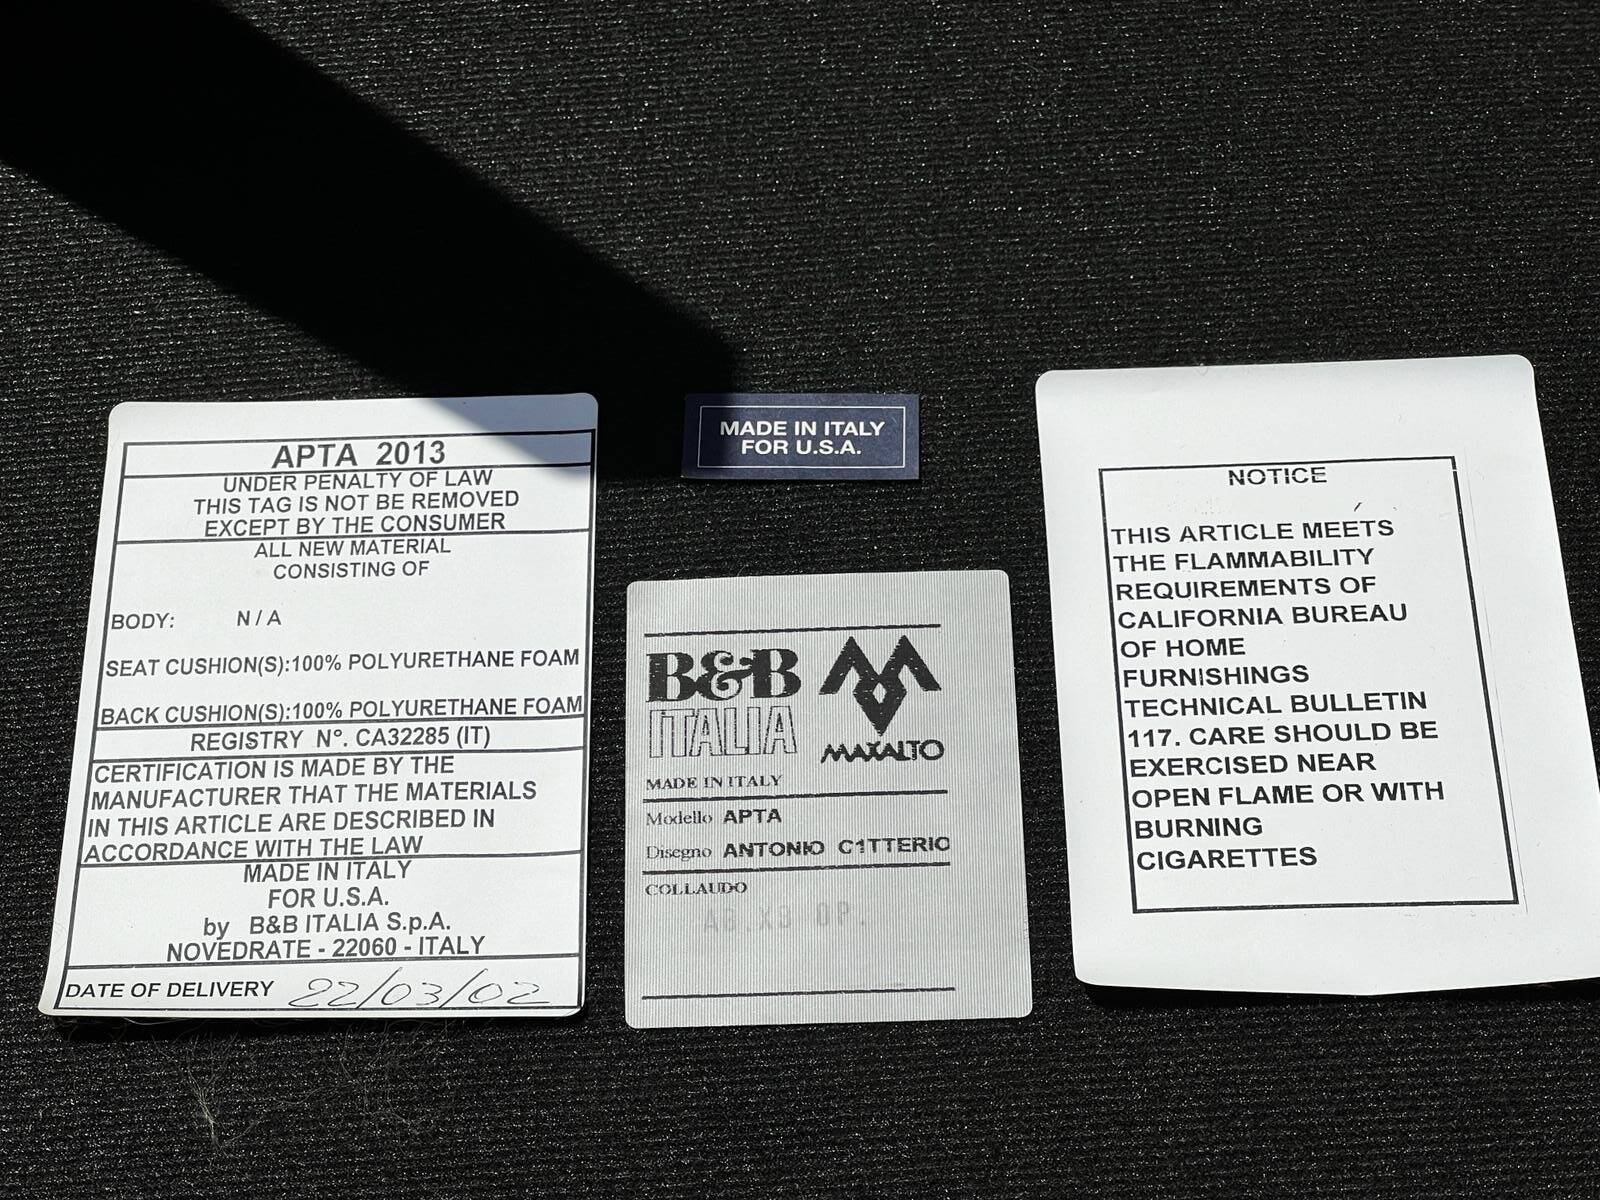 APTA 2013
UNDER PENALTY OF LAW
THIS TAG IS NOT BE REMOVED
EXCEPT BY THE CONSUMER
ALL NEW MATERIAL
CONSISTING OF
BODY: N / A
SEAT CUSHION(S):100% POLYURETHANE FOAM
BACK CUSHION(S):100% POLYURETHANE FOAM
REGISTRY N°. CA32285 (IT)
CERTIFICATION IS MADE BY THE
MANUFACTURER THAT THE MATERIALS
IN THIS ARTICLE ARE DESCRIBED IN
ACCORDANCE WITH THE LAW
MADE IN ITALY
FOR U.S.A.
by B&B ITALIA S.p.A.
NOVEDRATE - 22060 - ITALY
DATE OF DELIVERY 22/03/02
MADE IN ITALY
FOR U.S.A.
B&B
ITALIA
MAXALTO
MADE IN ITALY
Modello APTA
Disegno ANTONIO C1TTERIO
COLLAUDO
NOTICE
THIS ARTICLE MEETS
THE FLAMMABILITY
REQUIREMENTS OF
CALIFORNIA BUREAU
OF HOME
FURNISHINGS
TECHNICAL BULLETIN
117. CARE SHOULD BE
EXERCISED NEAR
OPEN FLAME OR WITH
BURNING
CIGARETTES